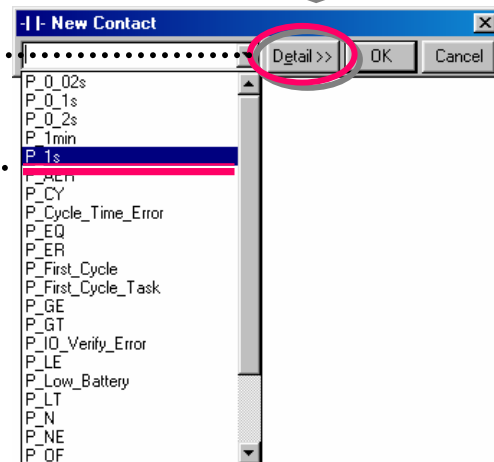 -| |- New Contact
Detail >> OK Cancel
P_0_02s
P_0_1s
P_0_2s
P_1min
P_1s
P_AER
P_CY
P_Cycle_Time_Error
P_EQ
P_ER
P_First_Cycle
P_First_Cycle_Task
P_GE
P_GT
P_IO_Verify_Error
P_LE
P_Low_Battery
P_LT
P_N
P_NE
P_OF